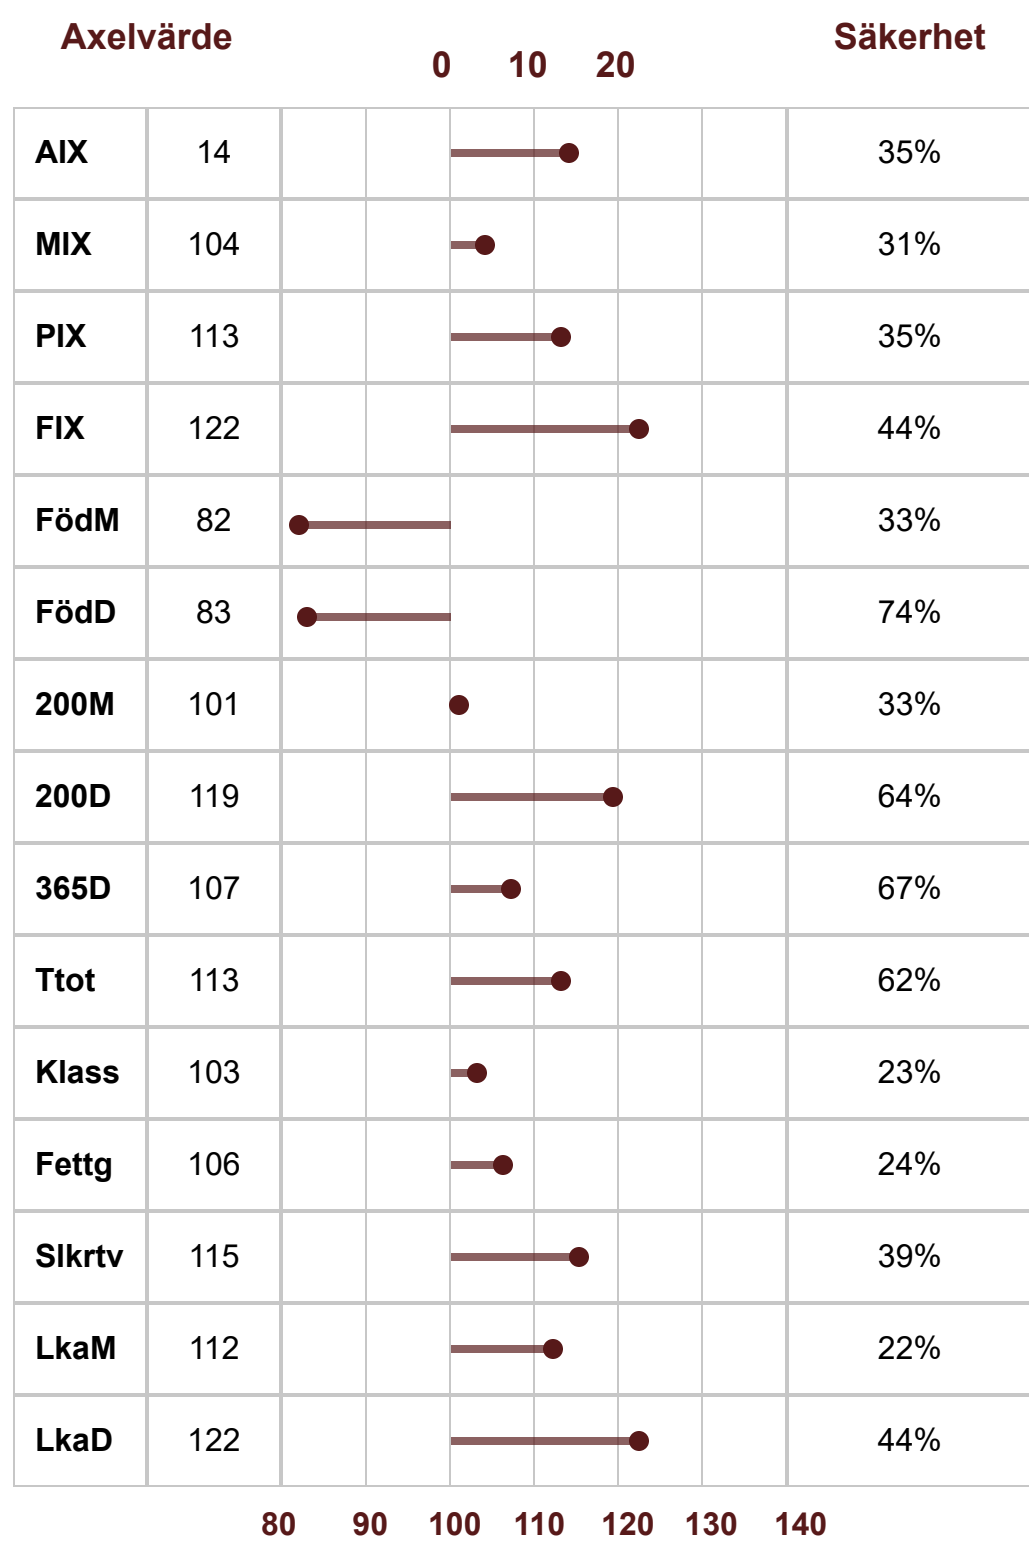 Axelvärde Säkerhet
0 10 20
AIX 14 35%
MIX 104 31%
PIX 113 35%
FIX 122 44%
FödM 82 33%
FödD 83 74%
200M 101 33%
200D 119 64%
365D 107 67%
Ttot 113 62%
Klass 103 23%
Fettg 106 24%
Slkrtv 115 39%
LkaM 112 22%
LkaD 122 44%
80 90 100 110 120 130 140